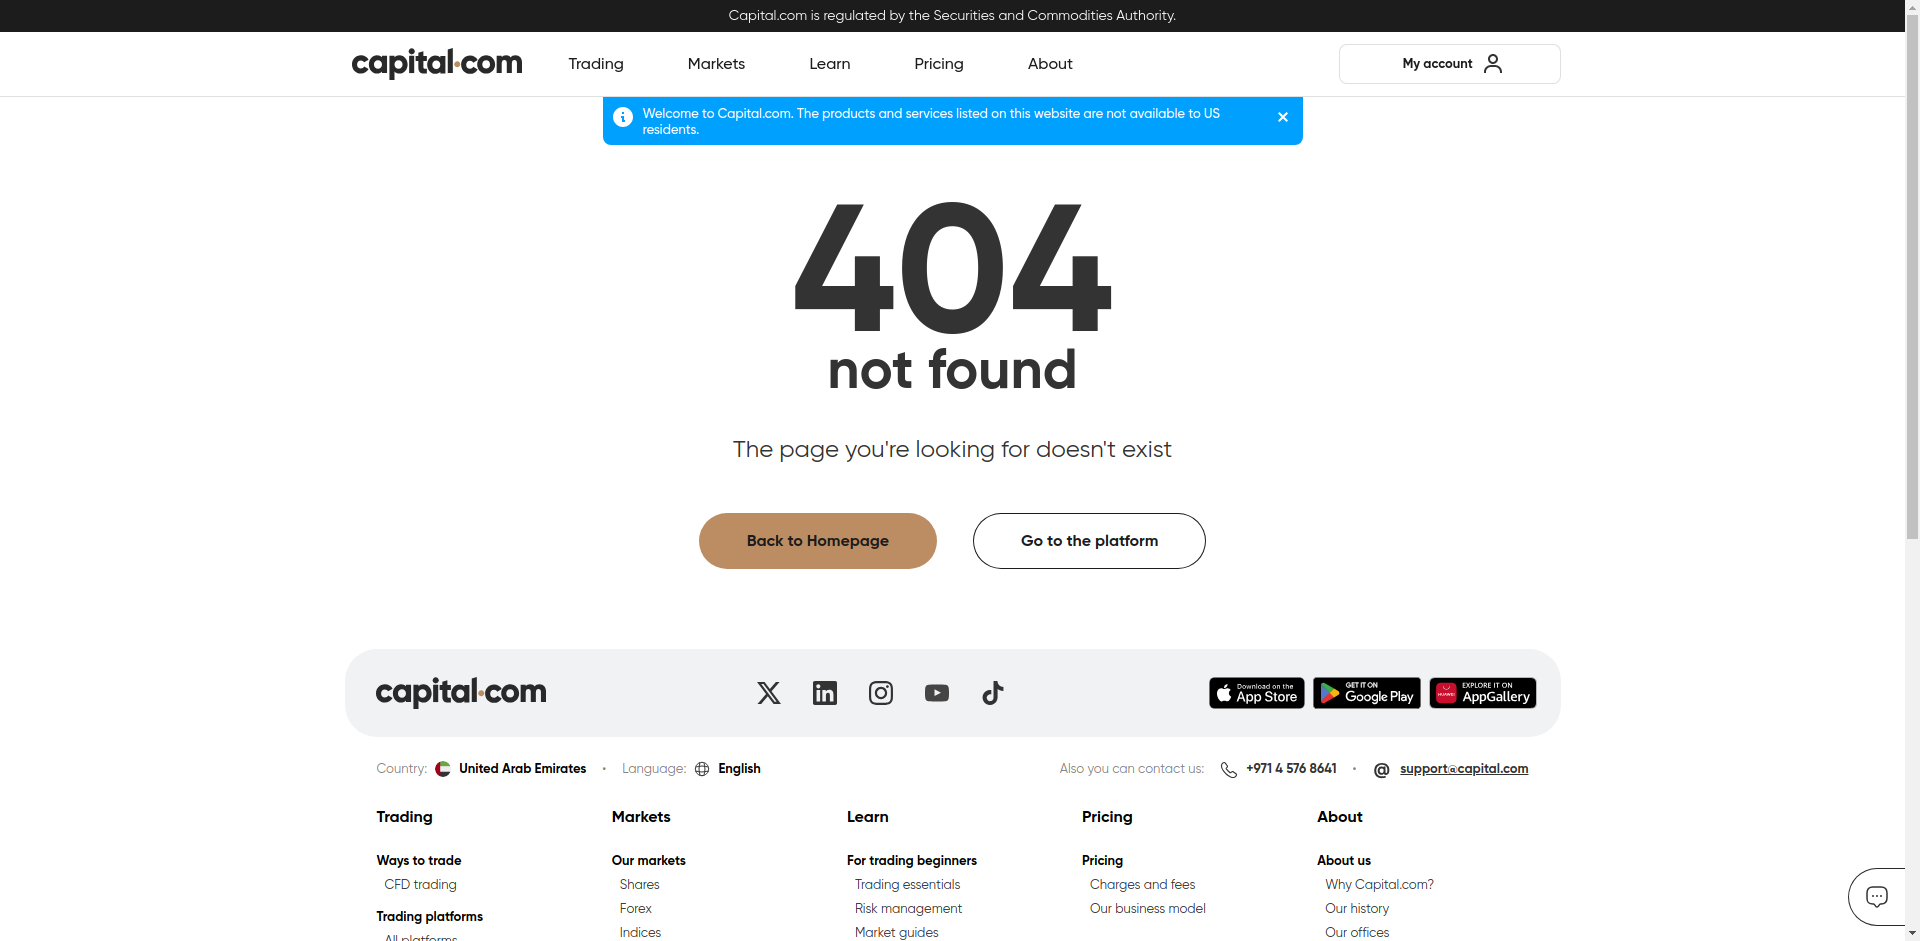 Capital.com is regulated by the Securities and Commodities Authority.
capital.com
Trading
Markets
Learn
Pricing
About
My account
Welcome to Capital.com. The products and services listed on this website are not available to US
residents.
404
not found
The page you're looking for doesn't exist
Back to Homepage
Go to the platform
capital.com
Download on the
App Store
GET IT ON
Google Play
HUAWEI
EXPLORE IT ON
AppGallery
Country: United Arab Emirates • Language: English
Also you can contact us: +971 4 576 8641 • @ support@capital.com
Trading
Markets
Learn
Pricing
About
Ways to trade
Our markets
For trading beginners
Pricing
About us
CFD trading
Shares
Trading essentials
Charges and fees
Why Capital.com?
Trading platforms
Forex
Risk management
Our business model
Our history
All platforms
Indices
Market guides
Our offices